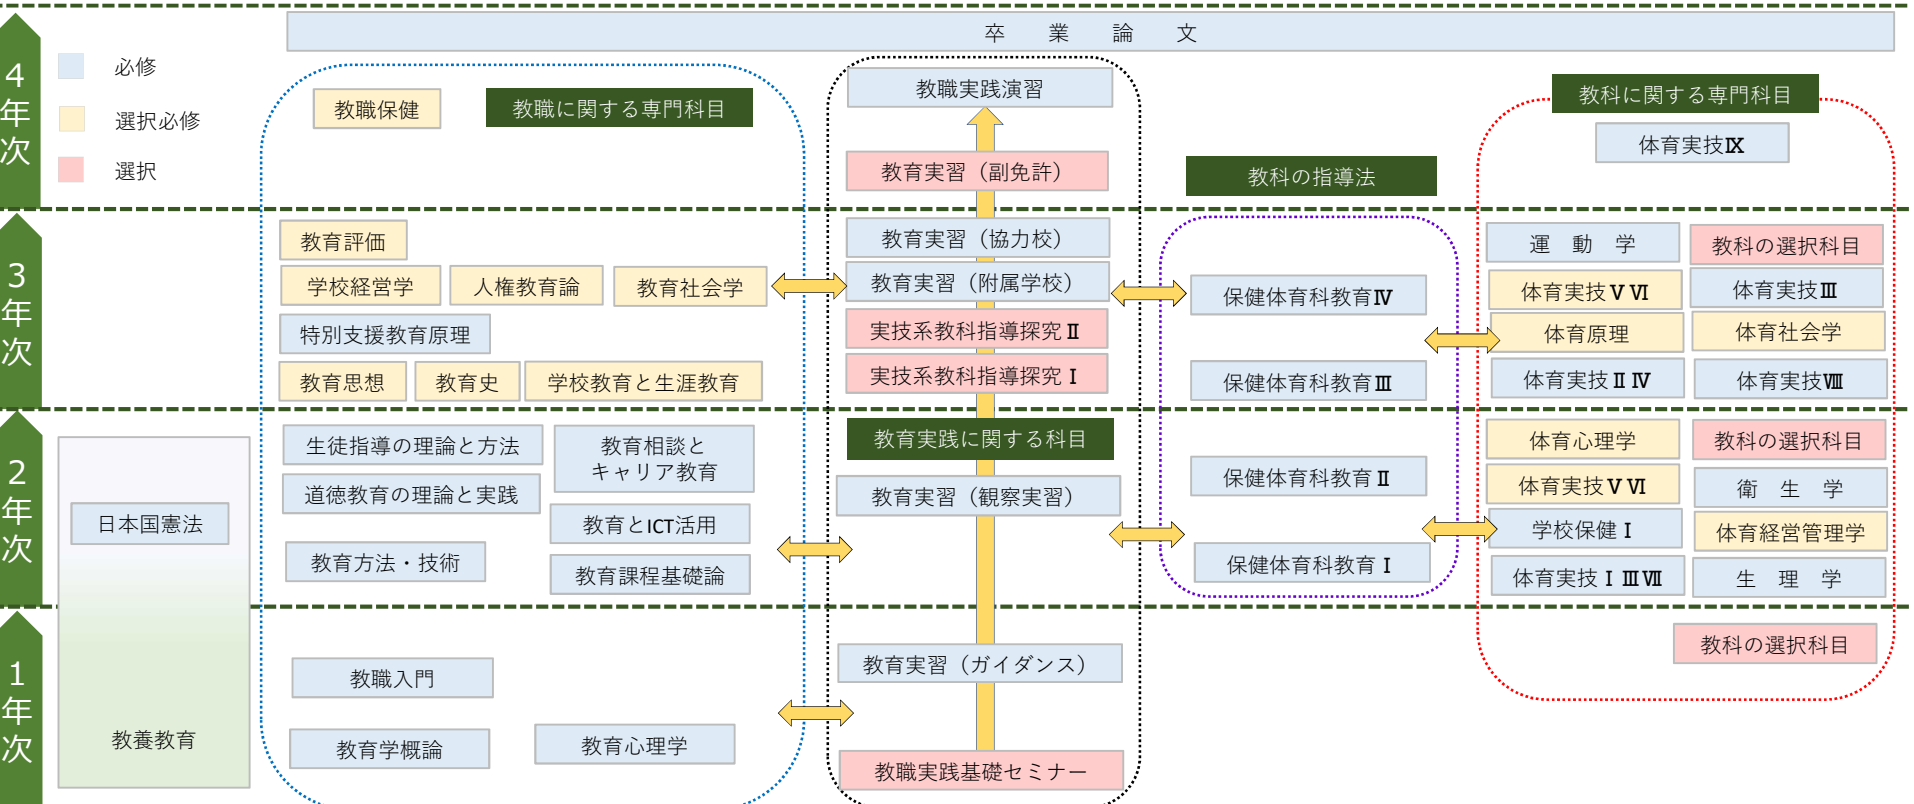 卒 業 論 文
4年次
必修
選択必修
選択
教職保健
教職に関する専門科目
教職実践演習
教育実習（副免許）
教科の指導法
教科に関する専門科目
体育実技Ⅸ
3年次
教育評価
学校経営学
人権教育論
教育社会学
特別支援教育原理
教育思想
教育史
学校教育と生涯教育
教育実習（協力校）
教育実習（附属学校）
実技系教科指導探究Ⅱ
実技系教科指導探究Ⅰ
保健体育科教育Ⅳ
保健体育科教育Ⅲ
運 動 学
教科の選択科目
体育実技ⅤⅥ
体育実技Ⅲ
体育原理
体育社会学
体育実技ⅡⅣ
体育実技Ⅷ
2年次
日本国憲法
生徒指導の理論と方法
教育相談と
キャリア教育
道徳教育の理論と実践
教育とICT活用
教育方法・技術
教育課程基礎論
教育実践に関する科目
教育実習（観察実習）
保健体育科教育Ⅱ
保健体育科教育Ⅰ
体育心理学
教科の選択科目
体育実技ⅤⅥ
衛 生 学
学校保健Ⅰ
体育経営管理学
体育実技ⅠⅢⅦ
生 理 学
1年次
教養教育
教職入門
教育学概論
教育心理学
教育実習（ガイダンス）
教職実践基礎セミナー
教科の選択科目